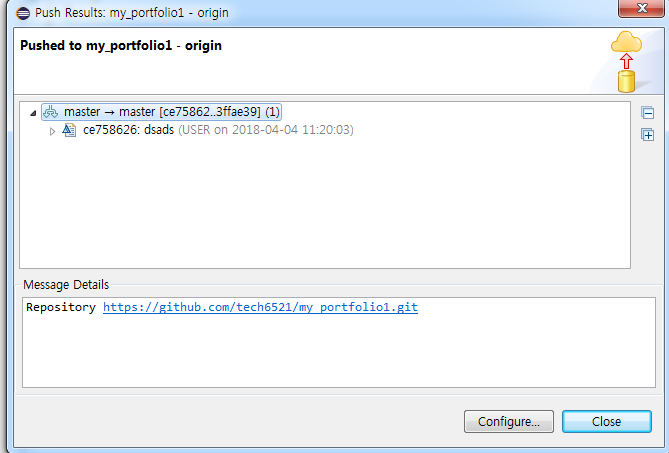 Push Results: my_portfolio1 - origin
Pushed to my_portfolio1 - origin
master → master [ce75862..3ffae39] (1)
ce758626: dsads (USER on 2018-04-04 11:20:03)
Message Details
Repository https://github.com/tech6521/my_portfolio1.git
Configure...
Close